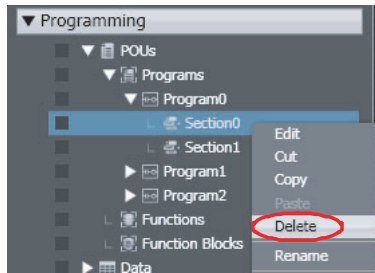 Programming
POUs
Programs
Program0
Section0
Section1
Program1
Program2
Functions
Function Blocks
Data
Edit
Cut
Copy
Paste
Delete
Rename